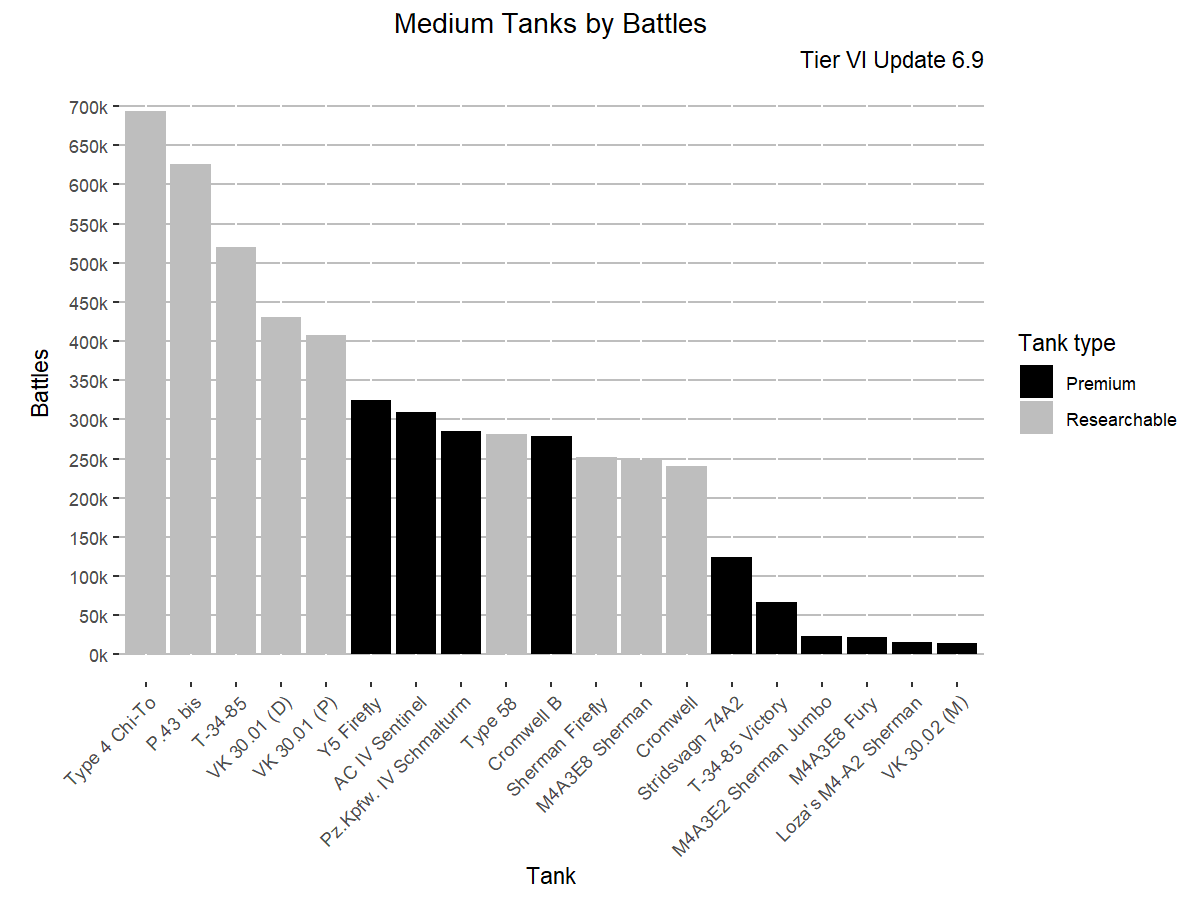 Medium Tanks by Battles
Tier VI Update 6.9
Battles
700k
650k
600k
550k
500k
450k
400k
350k
300k
250k
200k
150k
100k
50k
0k
Type 4 Chi-To
P.43 bis
T-34-85
VK 30.01 (D)
VK 30.01 (P)
Y5 Firefly
AC IV Sentinel
Pz.Kpfw. IV Schmalturm
Type 58
Cromwell B
Sherman Firefly
M4A3E8 Sherman
Cromwell
Stridsvagn 74A2
T-34-85 Victory
M4A3E2 Sherman Jumbo
M4A3E8 Fury
Loza's M4-A2 Sherman
VK 30.02 (M)
Tank
Tank type
Premium
Researchable